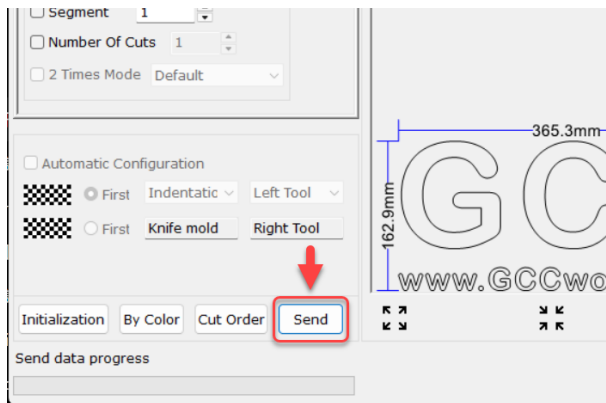 Segment 1
Number Of Cuts 1
2 Times Mode Default
Automatic Configuration
First Indentatic Left Tool
First Knife mold Right Tool
Initialization By Color Cut Order Send
Send data progress
365.3mm
162.9mm
GC
www.GCCwo